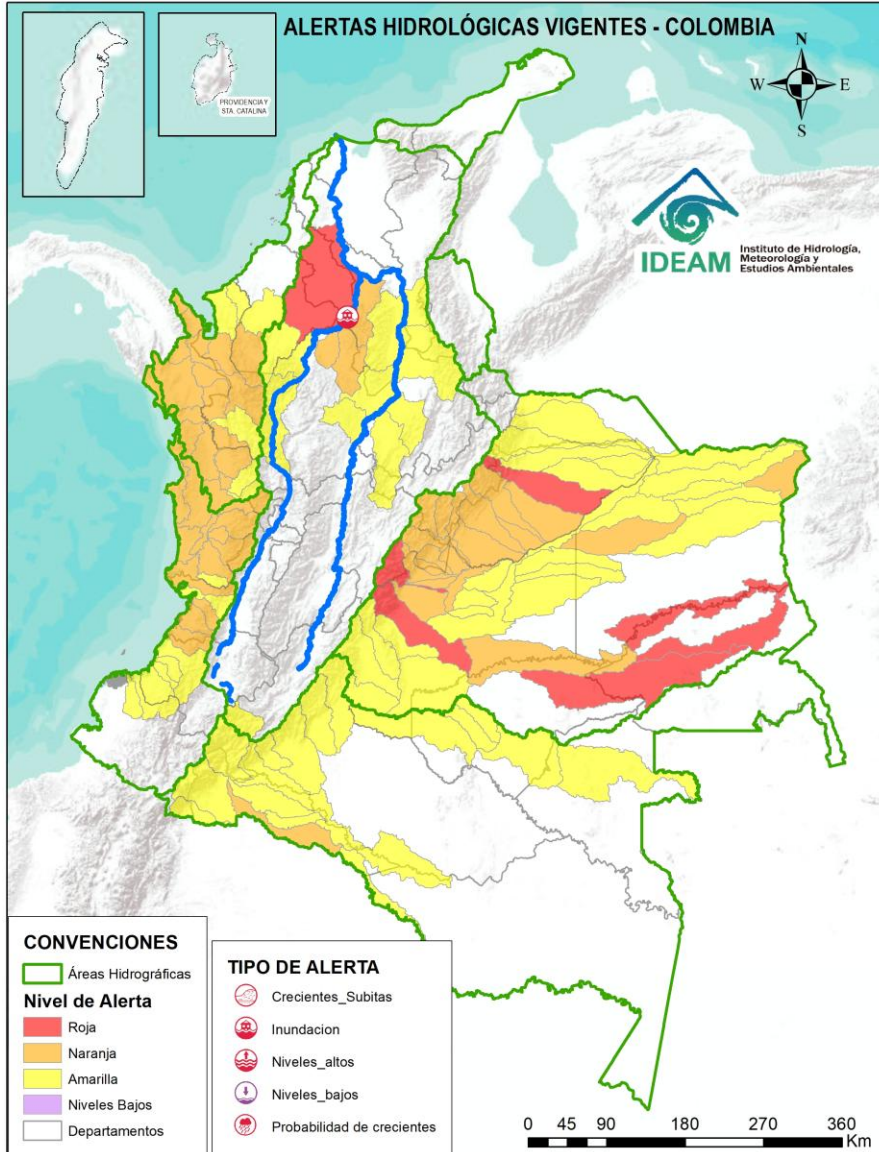 ALERTAS HIDROLÓGICAS VIGENTES - COLOMBIA
PROVIDENCIA Y
STA. CATALINA
N
W
E
S
IDEAM
Instituto de Hidrología,
Meteorología y
Estudios Ambientales
CONVENCIONES
Áreas Hidrográficas
Nivel de Alerta
Roja
Naranja
Amarilla
Niveles Bajos
Departamentos
TIPO DE ALERTA
Crecientes_Subitas
Inundacion
Niveles_altos
Niveles_bajos
Probabilidad de crecientes
0 45 90 180 270 360
Km